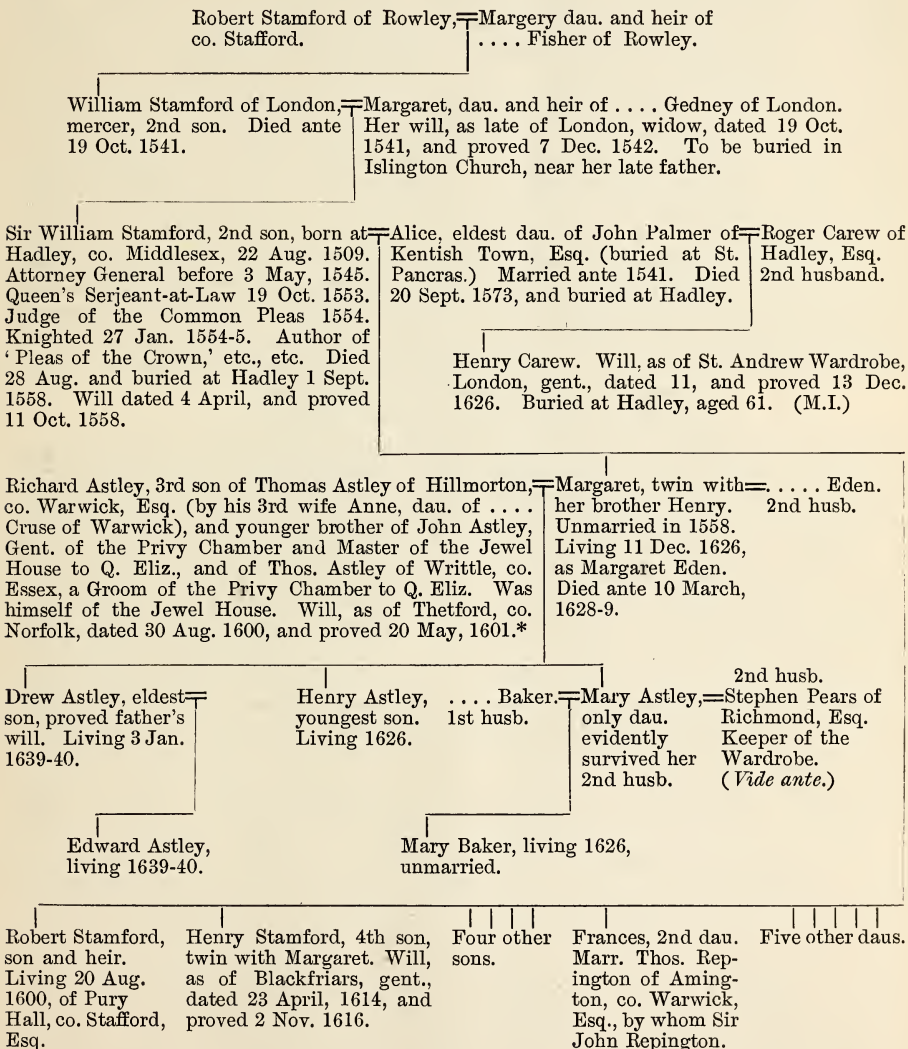 Robert Stamford of Rowley,
co. Stafford.
Margery dau. and heir of
.... Fisher of Rowley.
William Stamford of London,
mercer, 2nd son. Died ante
19 Oct. 1541.
Margaret, dau. and heir of .... Gedney of London.
Her will, as late of London, widow, dated 19 Oct.
1541, and proved 7 Dec. 1542. To be buried in
Islington Church, near her late father.
Sir William Stamford, 2nd son, born at
Hadley, co. Middlesex, 22 Aug. 1509.
Attorney General before 3 May, 1545.
Queen's Serjeant-at-Law 19 Oct. 1553.
Judge of the Common Pleas 1554.
Knighted 27 Jan. 1554-5. Author of
‘Pleas of the Crown,’ etc., etc. Died
28 Aug. and buried at Hadley 1 Sept.
1558. Will dated 4 April, and proved
11 Oct. 1558.
Alice, eldest dau. of John Palmer of
Kentish Town, Esq. (buried at St.
Pancras.) Married ante 1541. Died
20 Sept. 1573, and buried at Hadley.
Roger Carew of
Hadley, Esq.
2nd husband.
Henry Carew. Will, as of St. Andrew Wardrobe,
London, gent., dated 11, and proved 13 Dec.
1626. Buried at Hadley, aged 61. (M.I.)
Richard Astley, 3rd son of Thomas Astley of Hillmorton,
co. Warwick, Esq. (by his 3rd wife Anne, dau. of ....
Cruse of Warwick), and younger brother of John Astley,
Gent. of the Privy Chamber and Master of the Jewel
House to Q. Eliz., and of Thos. Astley of Writtle, co.
Essex, a Groom of the Privy Chamber to Q. Eliz. Was
himself of the Jewel House. Will, as of Thetford, co.
Norfolk, dated 30 Aug. 1600, and proved 20 May, 1601.*
Margaret, twin with
her brother Henry.
Unmarried in 1558.
Living 11 Dec. 1626,
as Margaret Eden.
Died ante 10 March,
1628-9.
.... Eden.
2nd husb.
Drew Astley, eldest
son, proved father's
will. Living 3 Jan.
1639-40.
Henry Astley,
youngest son.
Living 1626.
.... Baker.
1st husb.
Mary Astley,
only dau.
evidently
survived her
2nd husb.
2nd husb.
Stephen Pears of
Richmond, Esq.
Keeper of the
Wardrobe.
(Vide ante.)
Edward Astley,
living 1639-40.
Mary Baker, living 1626,
unmarried.
Robert Stamford,
son and heir.
Living 20 Aug.
1600, of Pury
Hall, co. Stafford,
Esq.
Henry Stamford, 4th son,
twin with Margaret. Will,
as of Blackfriars, gent.,
dated 23 April, 1614, and
proved 2 Nov. 1616.
Four other
sons.
Frances, 2nd dau.
Marr. Thos. Rep-
ington of Aming-
ton, co. Warwick,
Esq., by whom Sir
John Repington.
Five other daus.